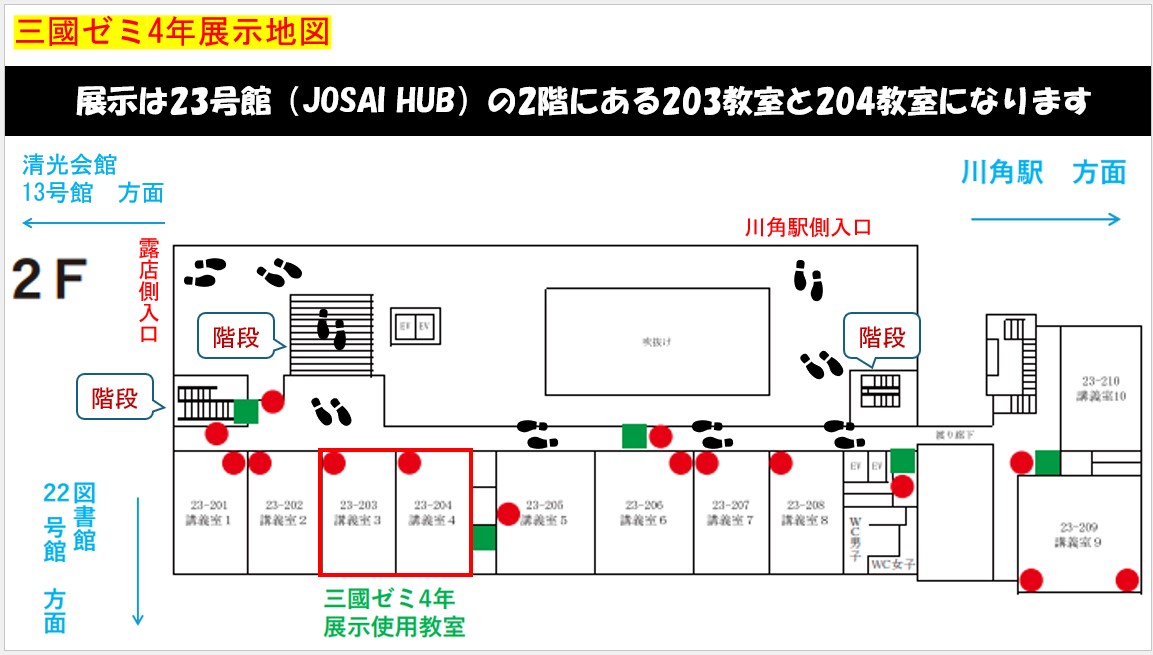 三國ゼミ4年展示地図
展示は23号館（JOSAI HUB）の2階にある203教室と204教室になります
清光会館
13号館　方面
川角駅　方面
川角駅側入口
露店側入口
2F
階段
EV EV
吹抜け
階段
階段
23-210
講義室10
渡り廊下
23-201
講義室1
23-202
講義室2
23-203
講義室3
23-204
講義室4
23-205
講義室5
23-206
講義室6
23-207
講義室7
23-208
講義室8
EV EV
WC男子
WC女子
23-209
講義室9
図書館
22号館　方面
三國ゼミ4年
展示使用教室